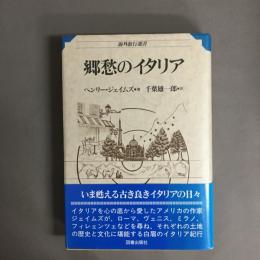 海外旅行選書
郷愁のイタリア
ヘンリー・ジェイムズ 著 千葉雄一郎 訳
いま甦える古き良きイタリアの日々
イタリアを心の底から愛したアメリカの作家
ジェイムズが、ローマ、ヴェニス、ミラノ、
フィレンツェなどを尋ね、それぞれの土地
の歴史と文化に堪能する白眉のイタリア紀行
図書出版社